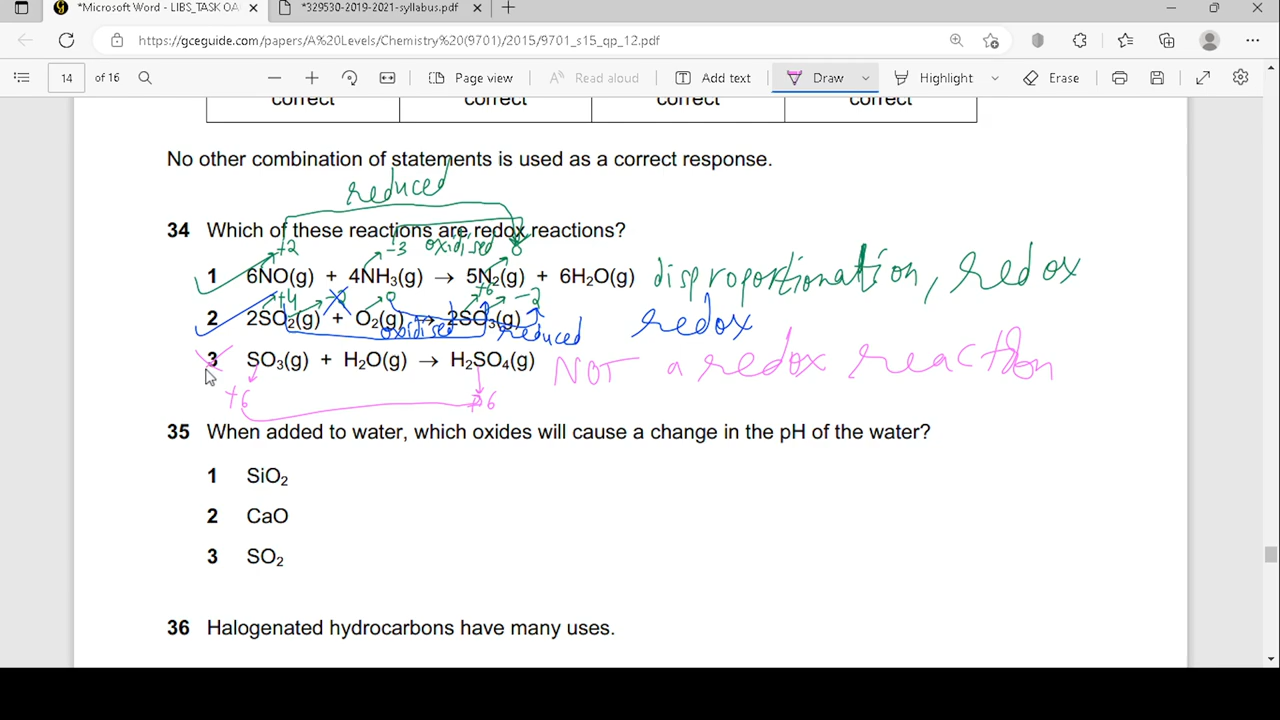 *Microsoft Word - LIBS_TASK OA
*329530-2019-2021-syllabus.pdf
https://gceguide.com/papers/A%20Levels/Chemistry%20(9701)/2015/9701_s15_qp_12.pdf
14 of 16
Page view
Read aloud
Add text
Draw
Highlight
Erase
correct correct correct correct
No other combination of statements is used as a correct response.
reduced
34 Which of these reactions are redox reactions?
+2 -3 oxidised 0
1 6NO(g) + 4NH₃(g) → 5N₂(g) + 6H₂O(g) disproportionation, redox
+4 0 +6 -2
2 2SO₂(g) + O₂(g) → 2SO₃(g) redox
oxidised reduced
3 SO₃(g) + H₂O(g) → H₂SO₄(g) NOT a redox reaction
+6 +6
35 When added to water, which oxides will cause a change in the pH of the water?
1 SiO₂
2 CaO
3 SO₂
36 Halogenated hydrocarbons have many uses.